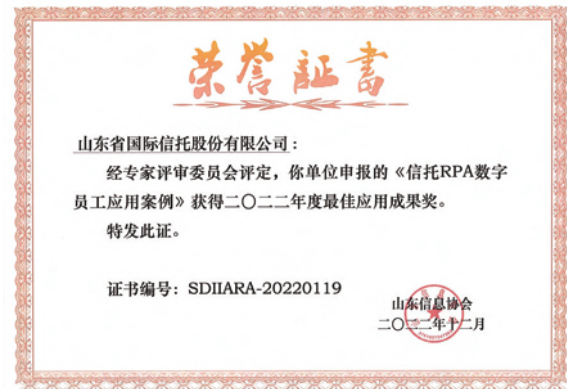 荣誉証書
山东省国际信托股份有限公司：
经专家评审委员会评定，你单位申报的《信托RPA数字
员工应用案例》获得二〇二二年度最佳应用成果奖。
特发此证。
证书编号：SDIIARA-20220119
山东信息协会
二〇二二年十二月